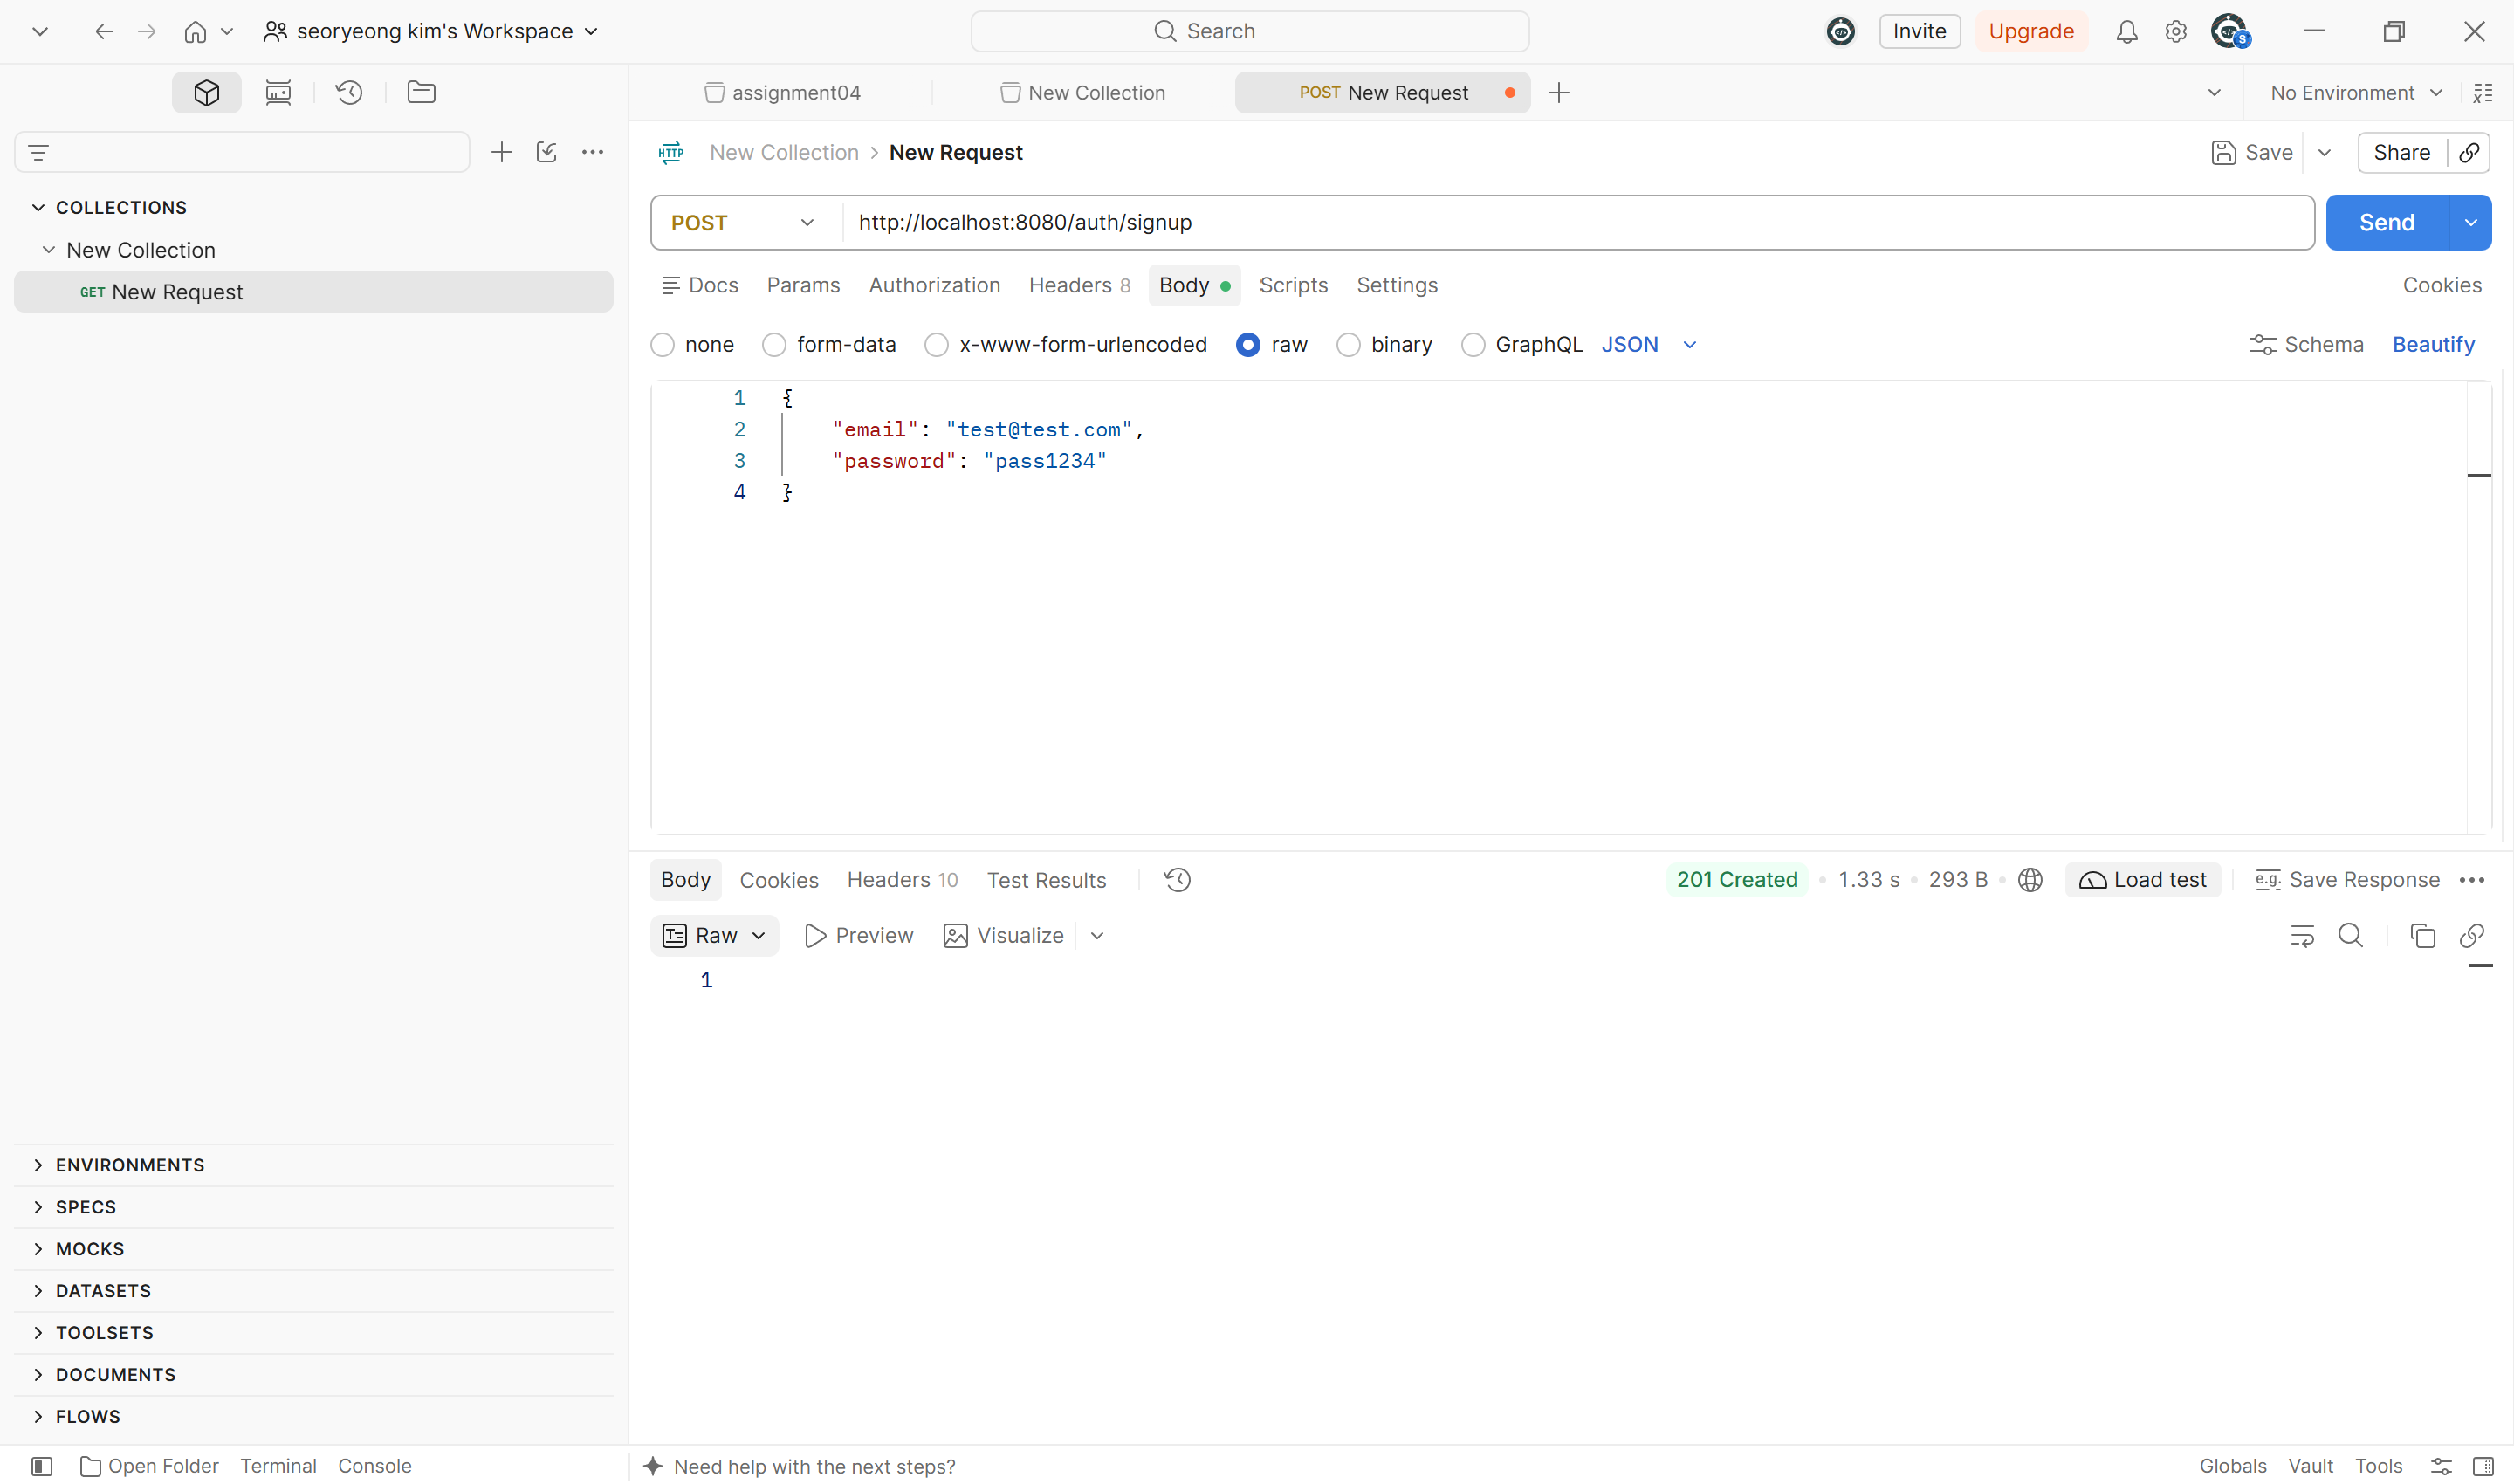 seoryeong kim's Workspace
Search
Invite
Upgrade
S
assignment04
New Collection
POST New Request
No Environment
COLLECTIONS
New Collection
GET New Request
HTTP
New Collection > New Request
Save
Share
POST
http://localhost:8080/auth/signup
Send
Docs
Params
Authorization
Headers 8
Body
Scripts
Settings
Cookies
none
form-data
x-www-form-urlencoded
raw
binary
GraphQL
JSON
Schema
Beautify
1 {
2 "email": "test@test.com",
3 "password": "pass1234"
4 }
Body
Cookies
Headers 10
Test Results
201 Created
1.33 s
293 B
Load test
e.g. Save Response
Raw
Preview
Visualize
1
ENVIRONMENTS
SPECS
MOCKS
DATASETS
TOOLSETS
DOCUMENTS
FLOWS
Open Folder
Terminal
Console
Need help with the next steps?
Globals
Vault
Tools